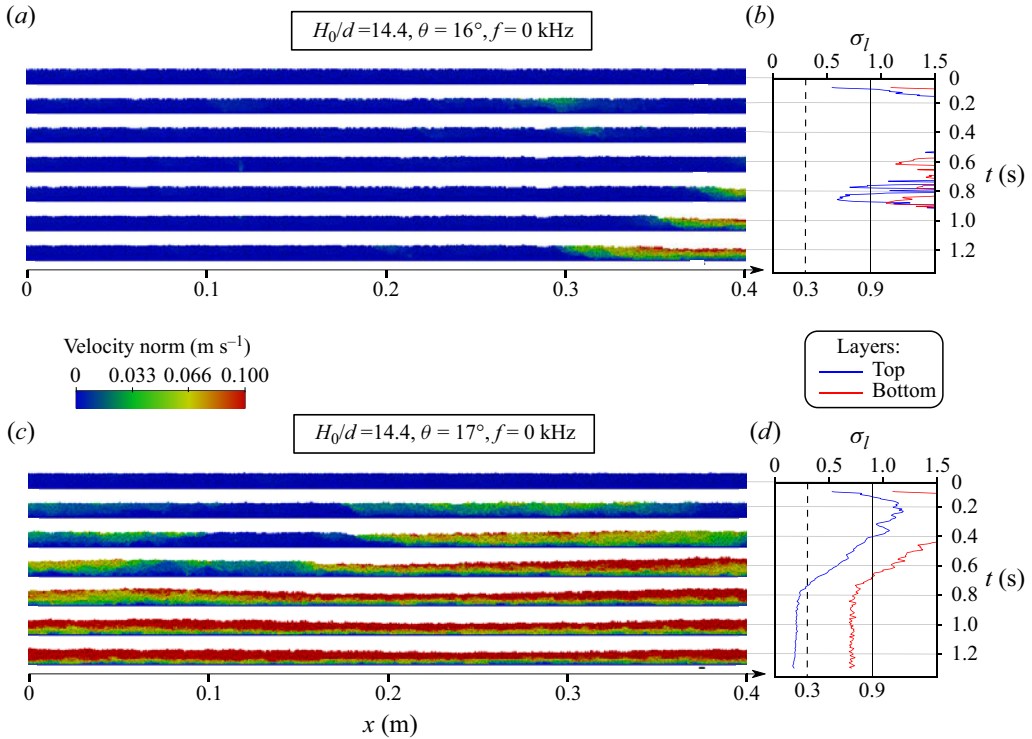 (a)
H0/d =14.4, θ = 16°, f = 0 kHz
0 0.1 0.2 0.3 0.4
(b)
σl
0 0.5 1.0 1.5
0
0.2
0.4
0.6
t (s)
0.8
1.0
1.2
0.3 0.9
Velocity norm (m s⁻¹)
0 0.033 0.066 0.100
Layers:
Top
Bottom
(c)
H0/d =14.4, θ = 17°, f = 0 kHz
0 0.1 0.2 0.3 0.4
x (m)
(d)
σl
0 0.5 1.0 1.5
0
0.2
0.4
0.6
t (s)
0.8
1.0
1.2
0.3 0.9